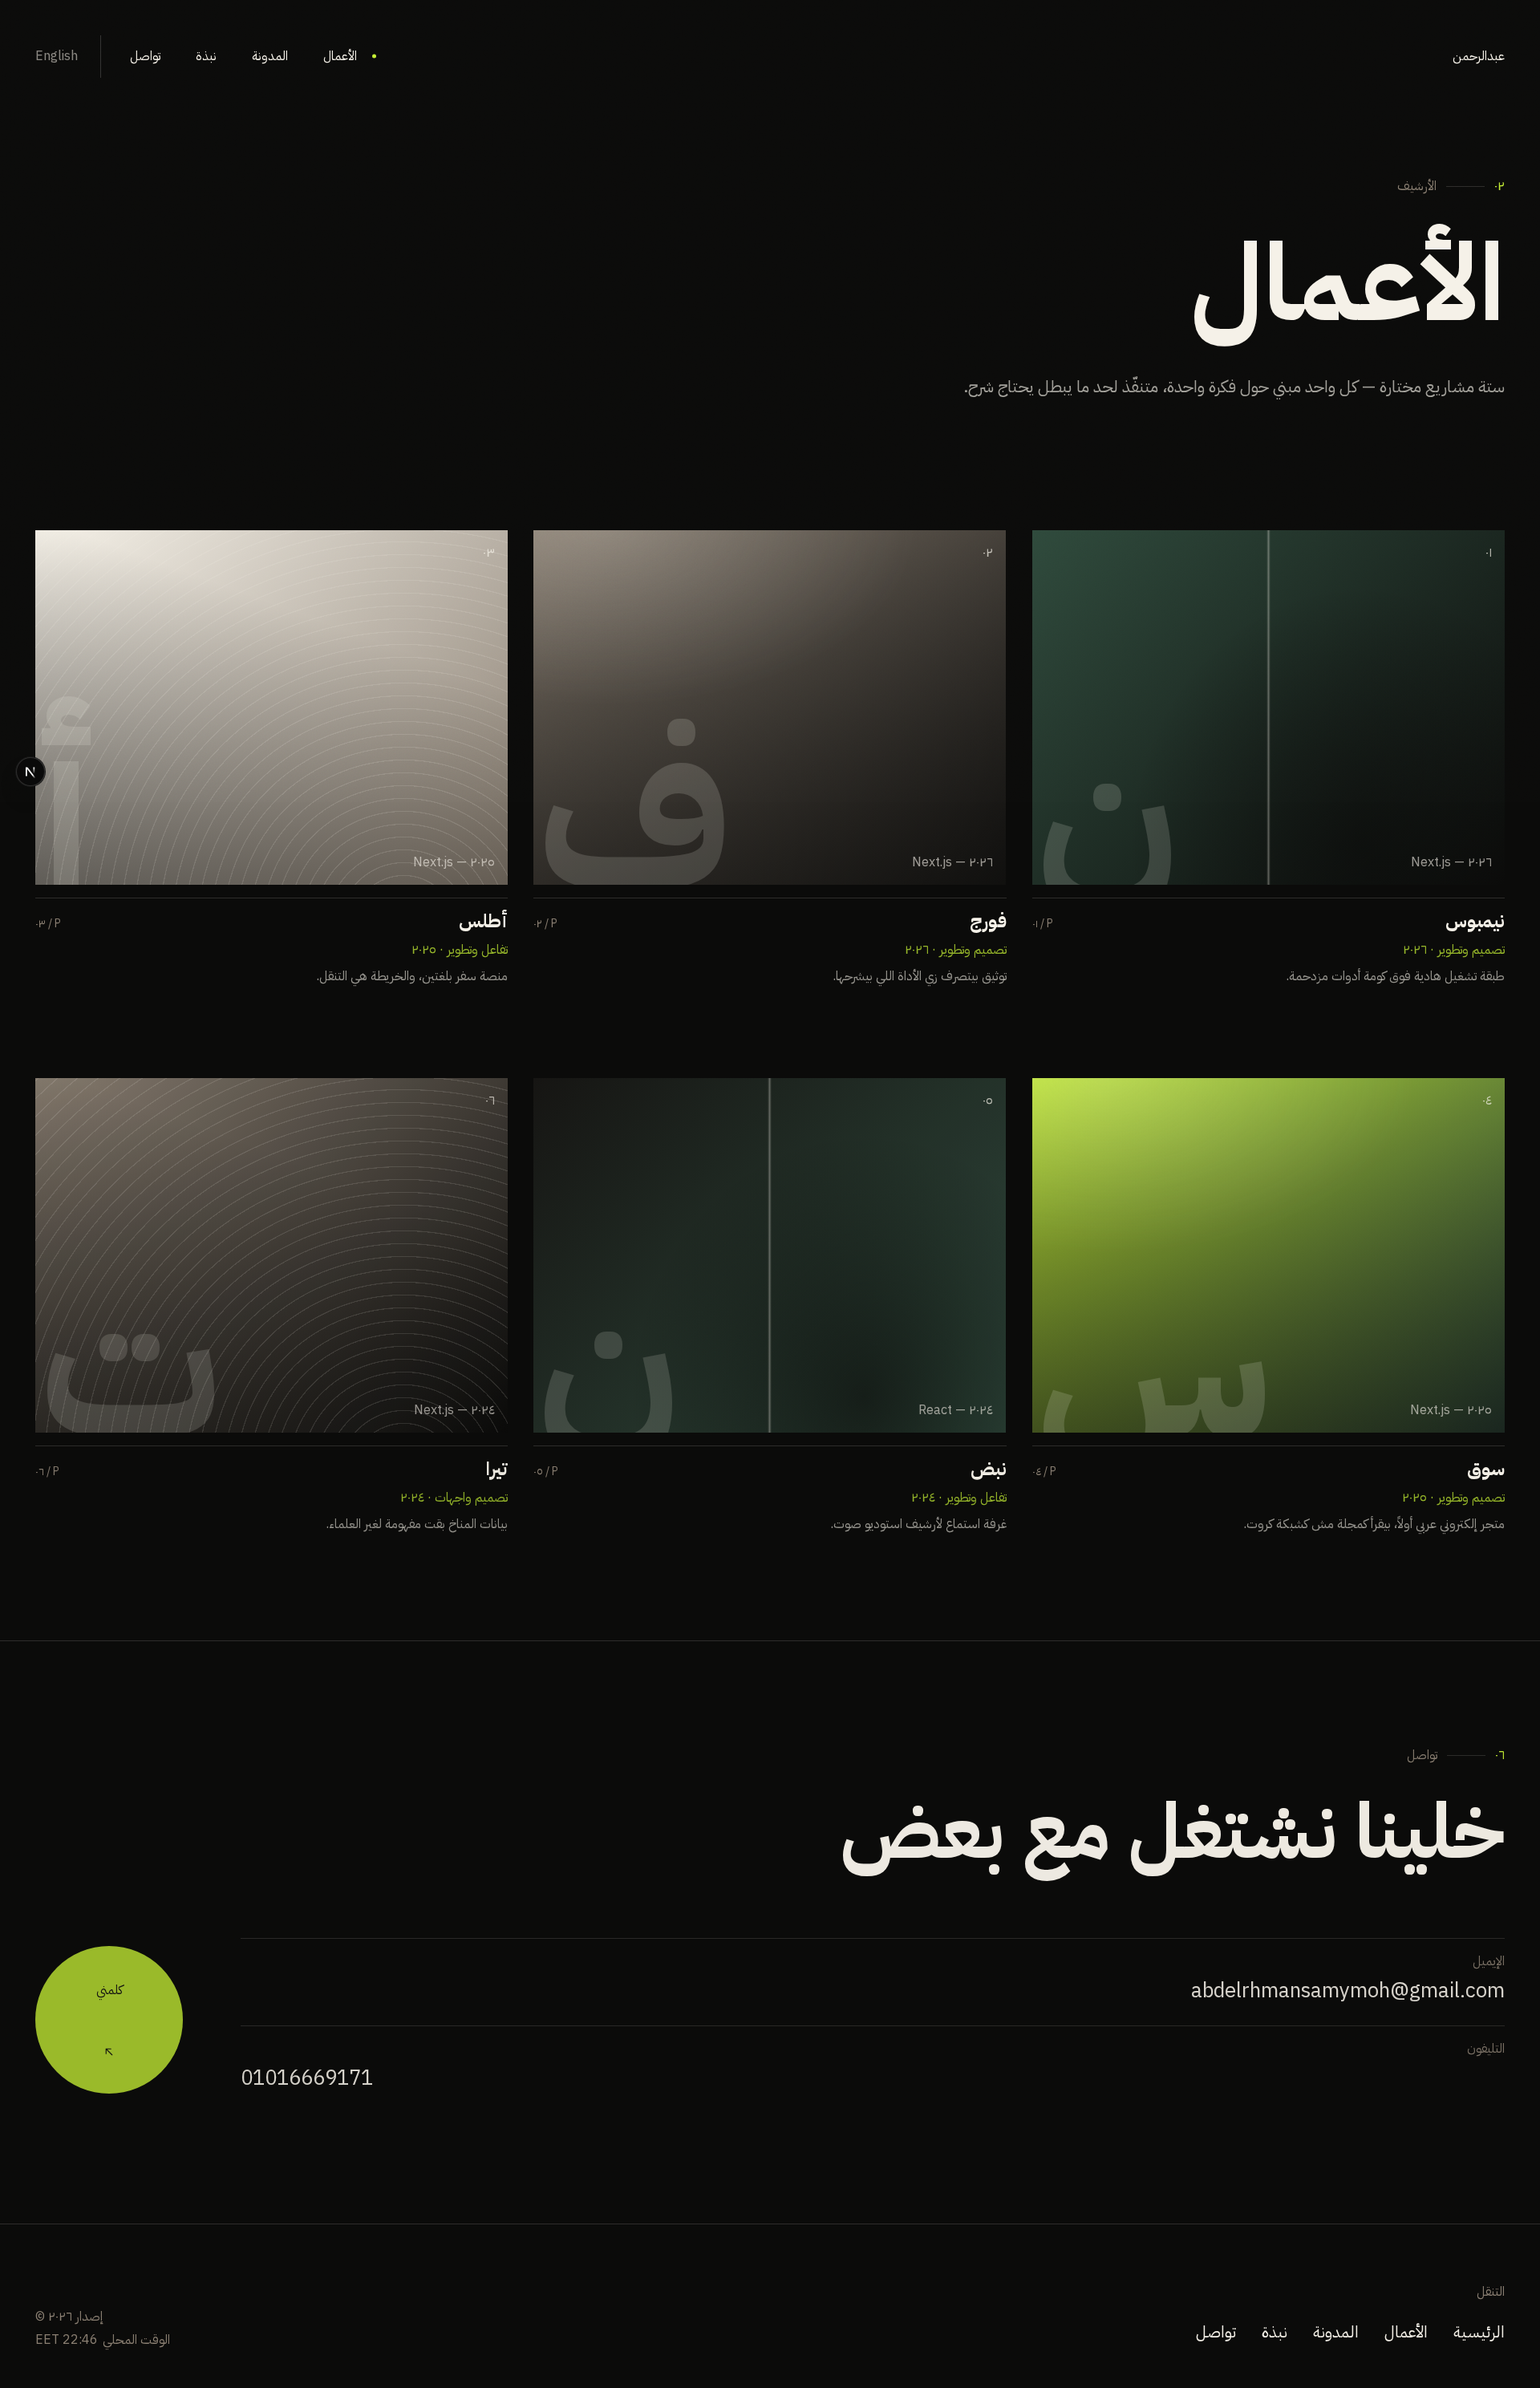 عبدالرحمن
الأعمال
المدونة
نبذة
تواصل
English
٠٢ الأرشيف
الأعمال
ستة مشاريع مختارة — كل واحد مبني حول فكرة واحدة، متنفّذ لحد ما يبطل يحتاج شرح.
٠١
ن
Next.js — ٢٠٢٦
نيمبوس
٠١ / P
تصميم وتطوير · ٢٠٢٦
طبقة تشغيل هادية فوق كومة أدوات مزدحمة.
٠٢
ف
Next.js — ٢٠٢٦
فورج
٠٢ / P
تصميم وتطوير · ٢٠٢٦
توثيق بيتصرف زي الأداة اللي بيشرحها.
٠٣
أ
Next.js — ٢٠٢٥
أطلس
٠٣ / P
تفاعل وتطوير · ٢٠٢٥
منصة سفر بلغتين، والخريطة هي التنقل.
N
٠٤
س
Next.js — ٢٠٢٥
سوق
٠٤ / P
تصميم وتطوير · ٢٠٢٥
متجر إلكتروني عربي أولاً، بيقرأ كمجلة مش كشبكة كروت.
٠٥
ن
React — ٢٠٢٤
نبض
٠٥ / P
تفاعل وتطوير · ٢٠٢٤
غرفة استماع لأرشيف استوديو صوت.
٠٦
ت
Next.js — ٢٠٢٤
تيرا
٠٦ / P
تصميم واجهات · ٢٠٢٤
بيانات المناخ بقت مفهومة لغير العلماء.
٠٦ تواصل
خلينا نشتغل مع بعض
الإيميل
abdelrhmansamymoh@gmail.com
التليفون
01016669171
كلمني
↖
التنقل
الرئيسية
الأعمال
المدونة
نبذة
تواصل
إصدار ٢٠٢٦ ©
الوقت المحلي EET 22:46